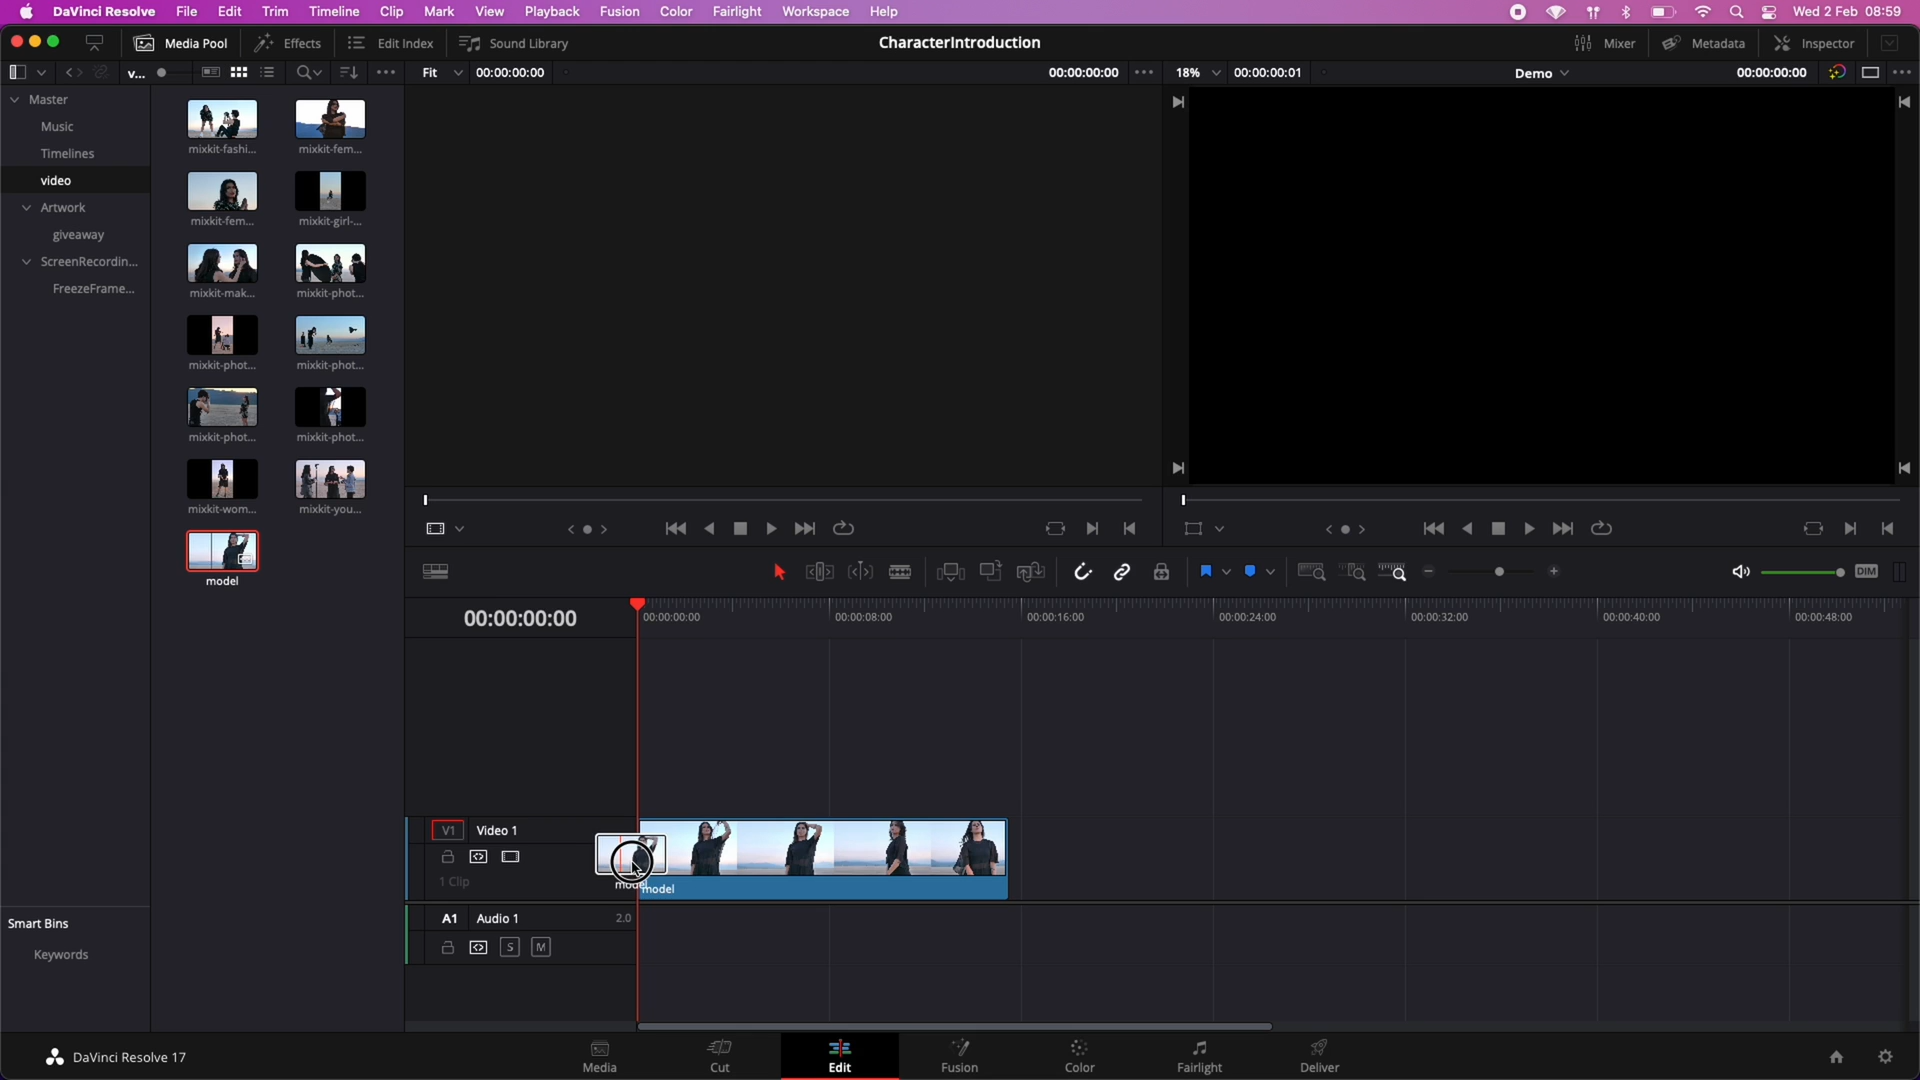 DaVinci Resolve File Edit Trim Timeline Clip Mark View Playback Fusion Color Fairlight Workspace Help Wed 2 Feb 08:59
Media Pool Effects Edit Index Sound Library CharacterIntroduction Mixer Metadata Inspector
v... Fit 00:00:00:00 00:00:00:00 18% 00:00:00:01 Demo 00:00:00:00
Master
Music
Timelines
video
Artwork
giveaway
ScreenRecordin...
FreezeFrame...
mixkit-fashi... mixkit-fem...
mixkit-fem... mixkit-girl-...
mixkit-mak... mixkit-phot...
mixkit-phot... mixkit-phot...
mixkit-phot... mixkit-phot...
mixkit-wom... mixkit-you...
model
DIM
00:00:00:00
00:00:00:00 00:00:08:00 00:00:16:00 00:00:24:00 00:00:32:00 00:00:40:00 00:00:48:00
V1 Video 1
1 Clip
model
model
A1 Audio 1 2.0
S M
Smart Bins
Keywords
DaVinci Resolve 17
Media Cut Edit Fusion Color Fairlight Deliver